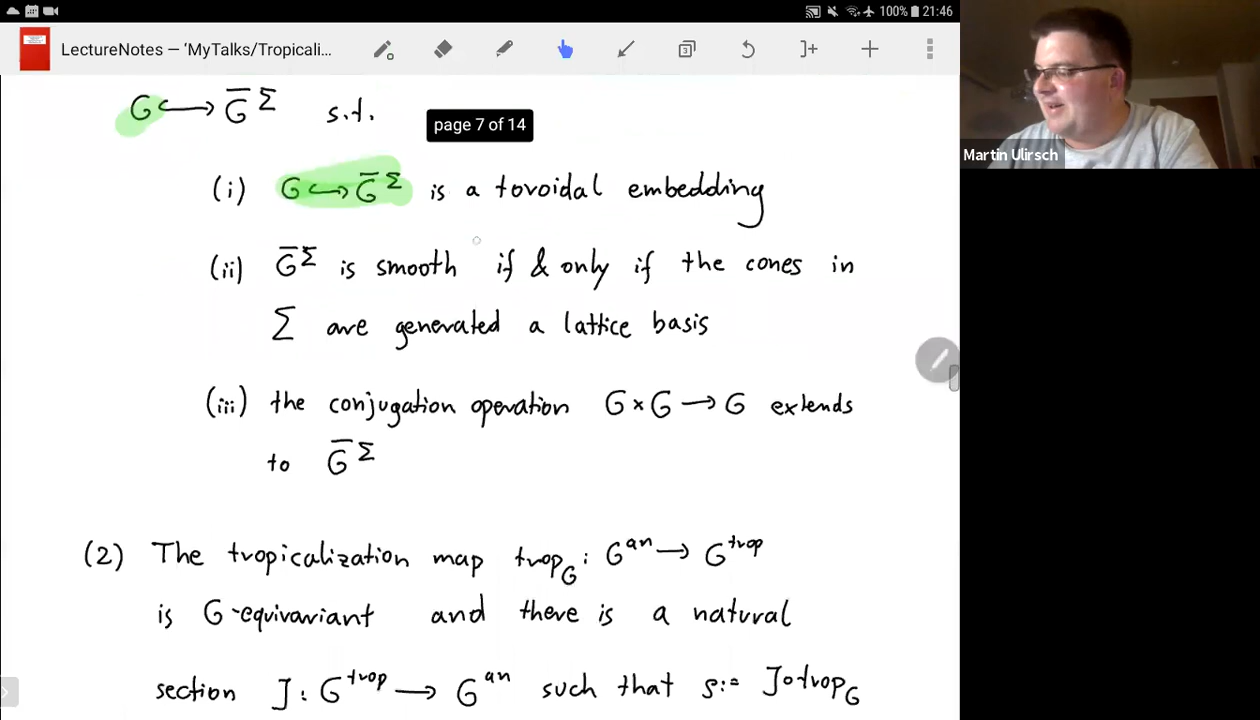 100% 21:46
LectureNotes — ‘MyTalks/Tropicali...
G ↪ G̅^Σ s.t.
page 7 of 14
Martin Ulirsch
(i) G ↪ G̅^Σ is a toroidal embedding
(ii) G̅^Σ is smooth if & only if the cones in
Σ are generated a lattice basis
(iii) the conjugation operation G × G → G extends
to G̅^Σ
(2) The tropicalization map trop_G : G^an → G^trop
is G-equivariant and there is a natural
section J : G^trop → G^an such that ρ := J∘trop_G